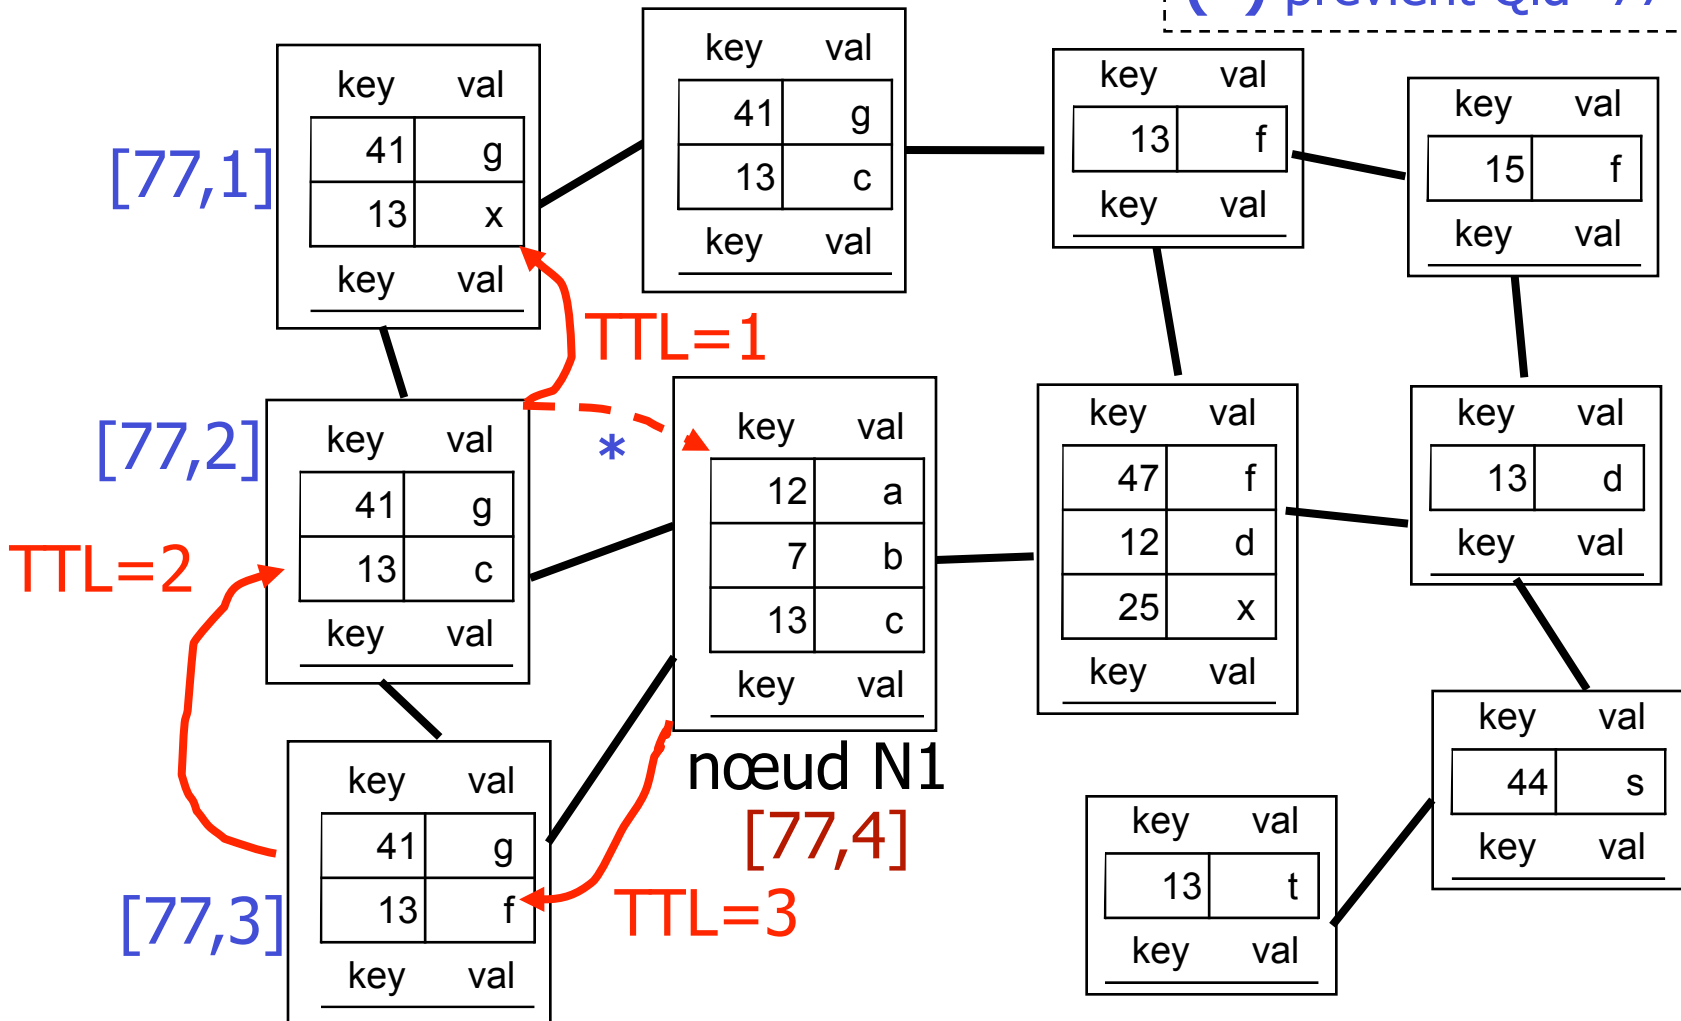 (*) prévient Qid 77
key val
41 g
13 x
key val
[77,1]
key val
41 g
13 c
key val
key val
13 f
key val
key val
15 f
key val
TTL=1
[77,2]
key val
41 g
13 c
key val
*
TTL=2
key val
12 a
7 b
13 c
key val
nœud N1
[77,4]
key val
47 f
12 d
25 x
key val
key val
13 d
key val
key val
41 g
13 f
key val
[77,3]
TTL=3
key val
13 t
key val
key val
44 s
key val